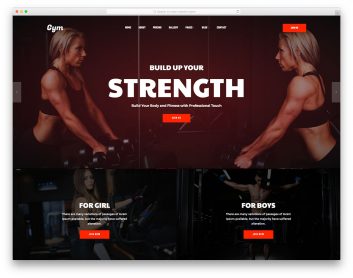 Gym
HOME ABOUT PRICING GALLERY PAGES BLOG CONTACT
JOIN US
BUILD UP YOUR
STRENGTH
Build Your Body and Fitness with Professional Touch
JOIN US
FOR GIRL
There are many variations of passages of lorem
ipsum available, but the majority have suffered
alteration.
JOIN NOW
FOR BOYS
There are many variations of passages of lorem
ipsum available, but the majority have suffered
alteration.
JOIN NOW